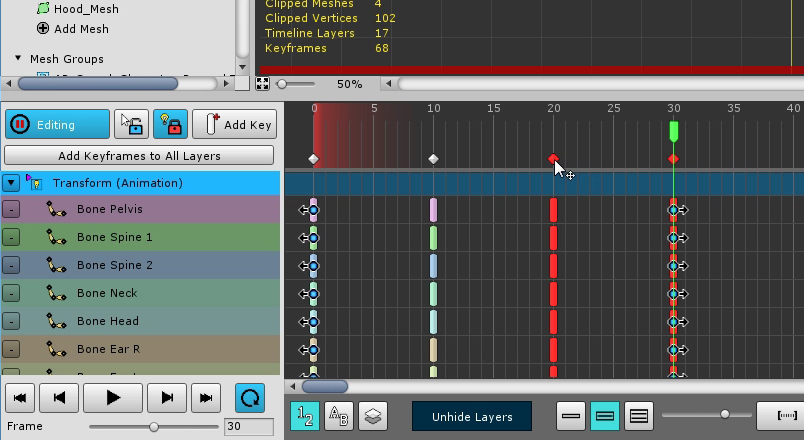 Hood_Mesh
Add Mesh
Mesh Groups
Clipped Meshes 4
Clipped Vertices 102
Timeline Layers 17
Keyframes 68
50%
Editing
Add Key
0 5 10 15 20 25 30 35 40
Add Keyframes to All Layers
Transform (Animation)
Bone Pelvis
Bone Spine 1
Bone Spine 2
Bone Neck
Bone Head
Bone Ear R
Frame 30
1 2
A B
Unhide Layers